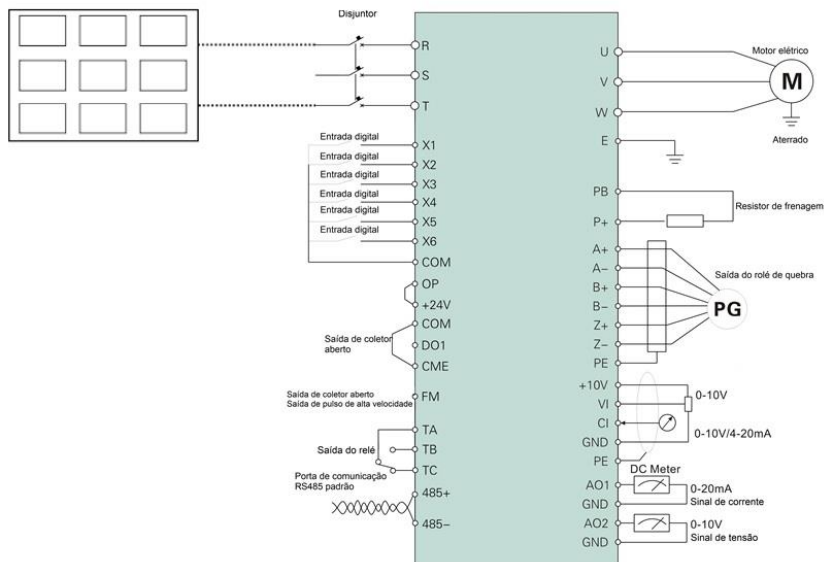 Disjuntor
R
S
T
Entrada digital
X1
Entrada digital
X2
Entrada digital
X3
Entrada digital
X4
Entrada digital
X5
Entrada digital
X6
COM
OP
+24V
COM
Saída de coletor
aberto
DO1
CME
Saída de coletor aberto
Saída de pulso de alta velocidade
FM
TA
Saída do relé
TB
TC
Porta de comunicação
RS485 padrão
485+
485−
U
V
W
Motor elétrico
M
Aterrado
E
PB
Resistor de frenagem
P+
A+
A−
B+
B−
Z+
Z−
PE
Saída do rolé de quebra
PG
+10V
VI
0-10V
CI
0-10V/4-20mA
GND
PE
DC Meter
AO1
0-20mA
GND
Sinal de corrente
AO2
0-10V
Sinal de tensão
GND